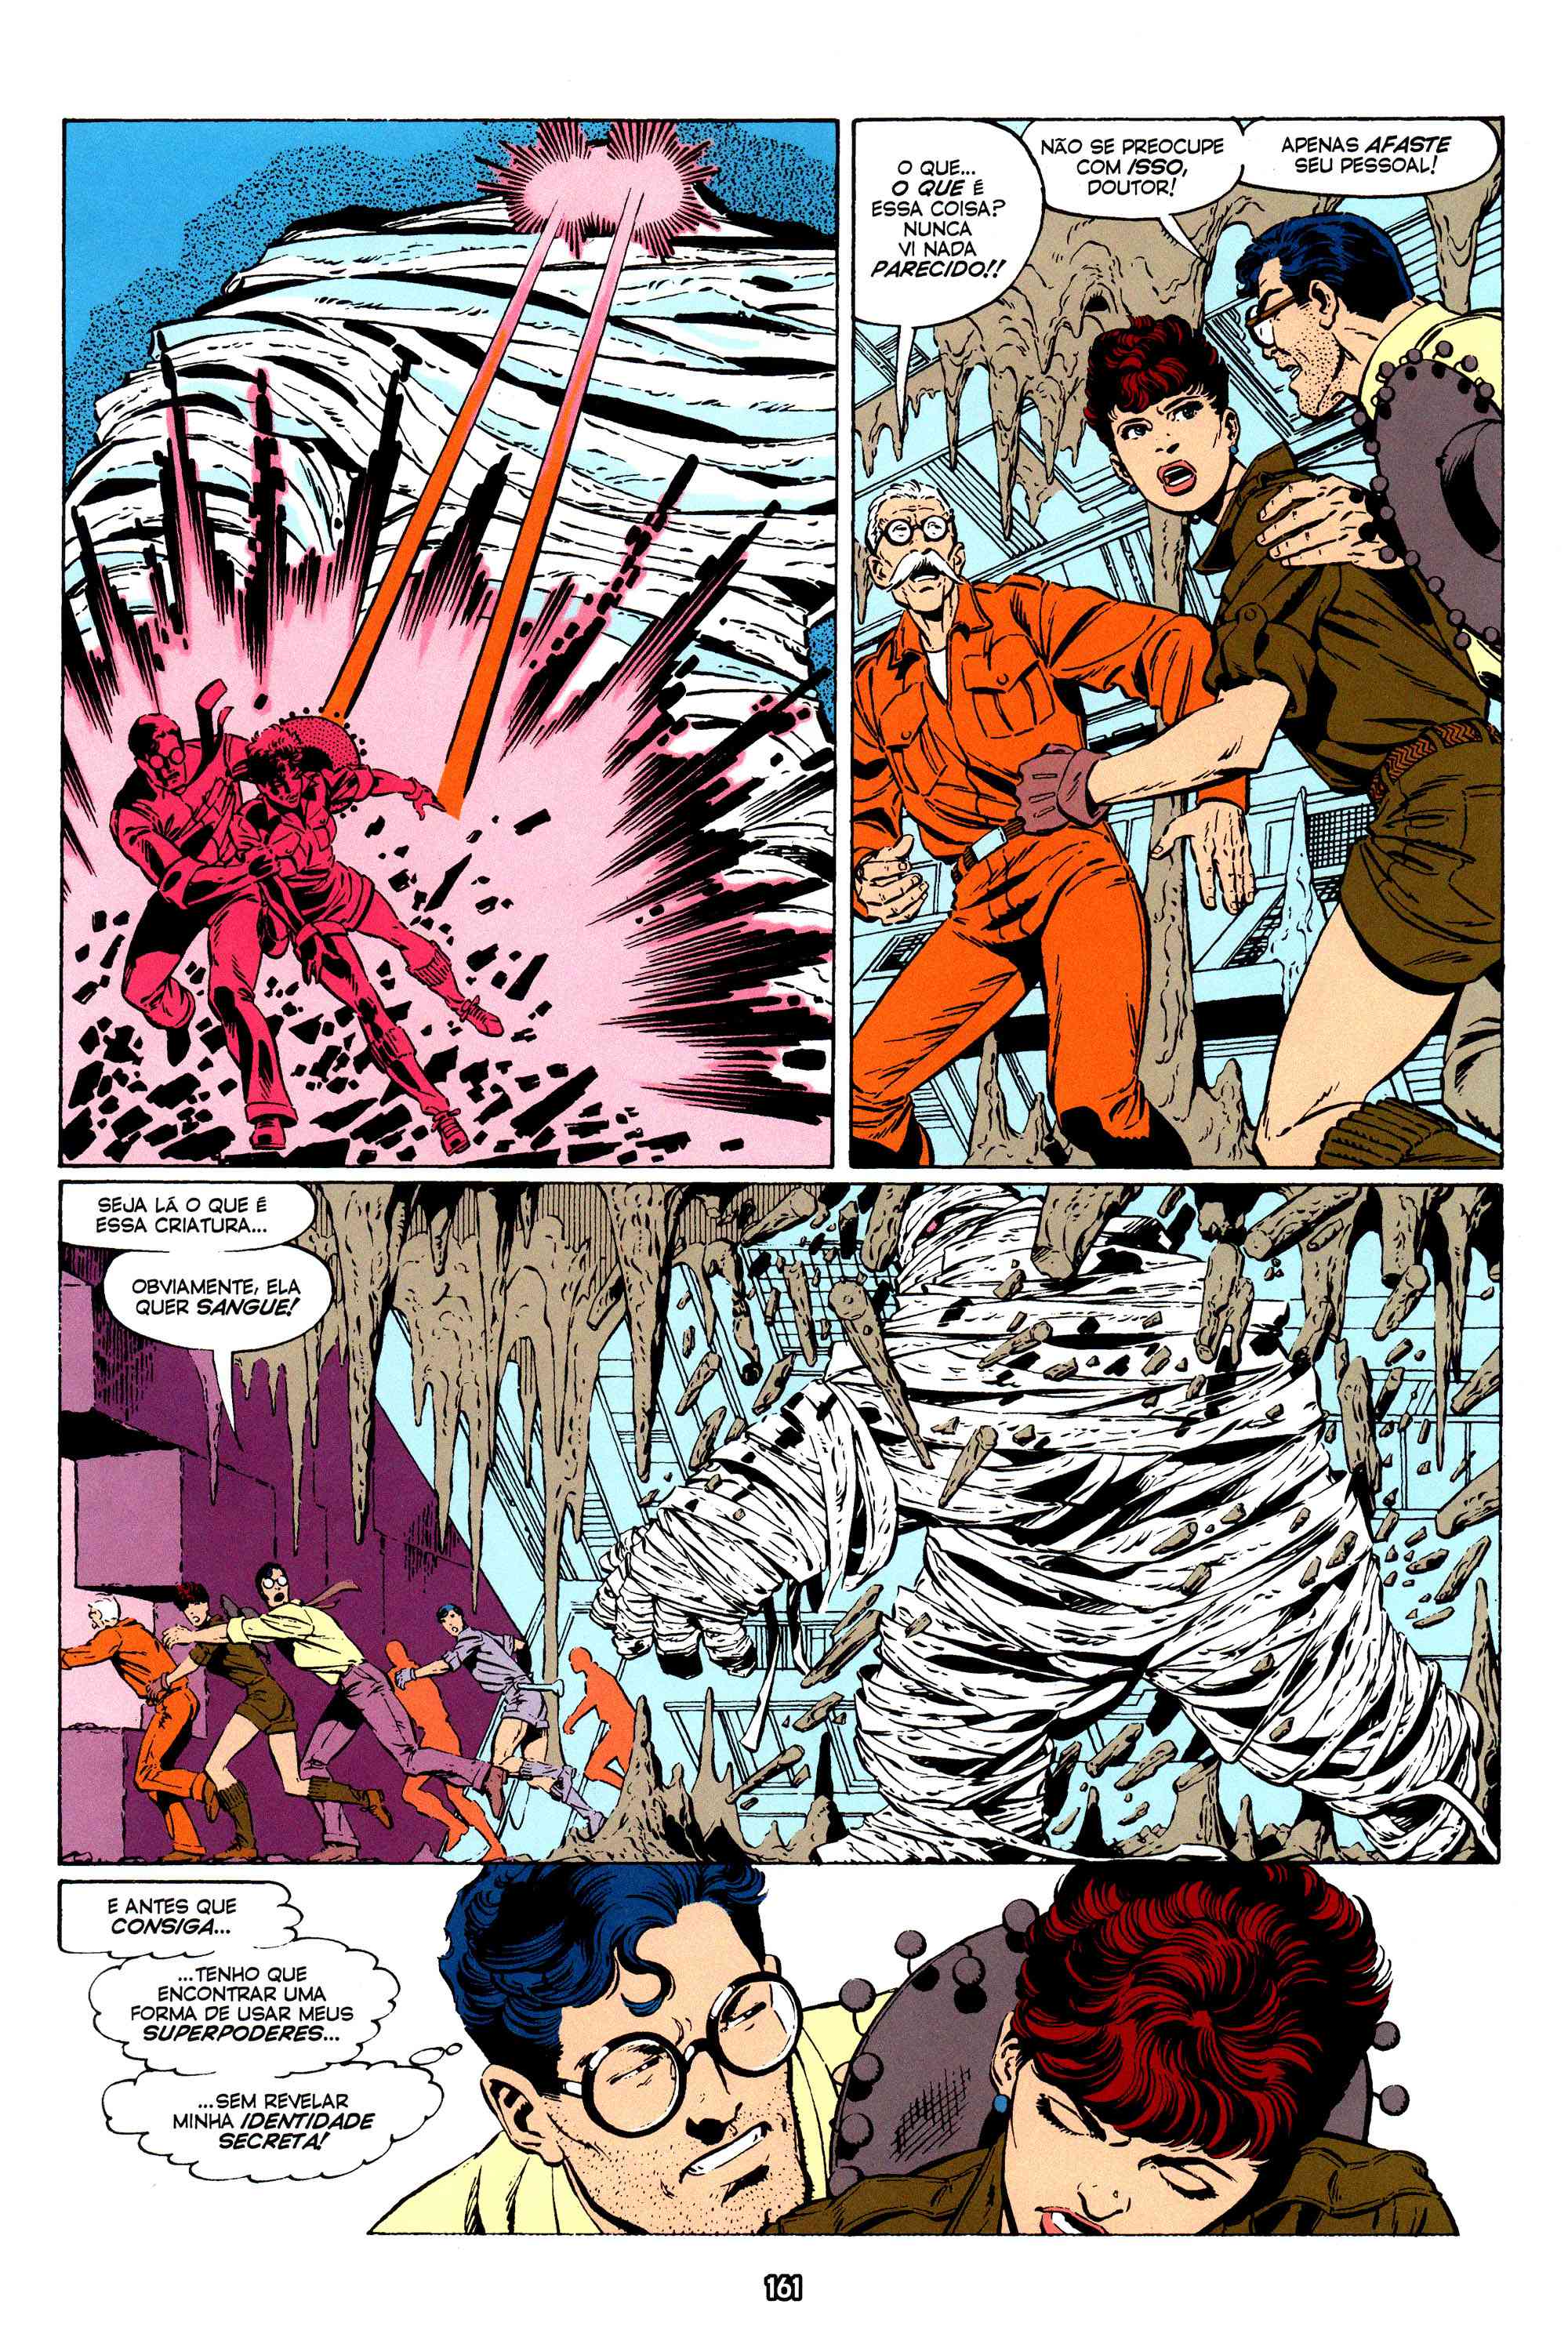 O QUE...
O QUE É
ESSA COISA?
NUNCA
VI NADA
PARECIDO!!
NÃO SE PREOCUPE
COM ISSO,
DOUTOR!
APENAS AFASTE
SEU PESSOAL!
SEJA LÁ O QUE É
ESSA CRIATURA...
OBVIAMENTE, ELA
QUER SANGUE!
E ANTES QUE
CONSIGA...
...TENHO QUE
ENCONTRAR UMA
FORMA DE USAR MEUS
SUPERPODERES...
...SEM REVELAR
MINHA IDENTIDADE
SECRETA!
161